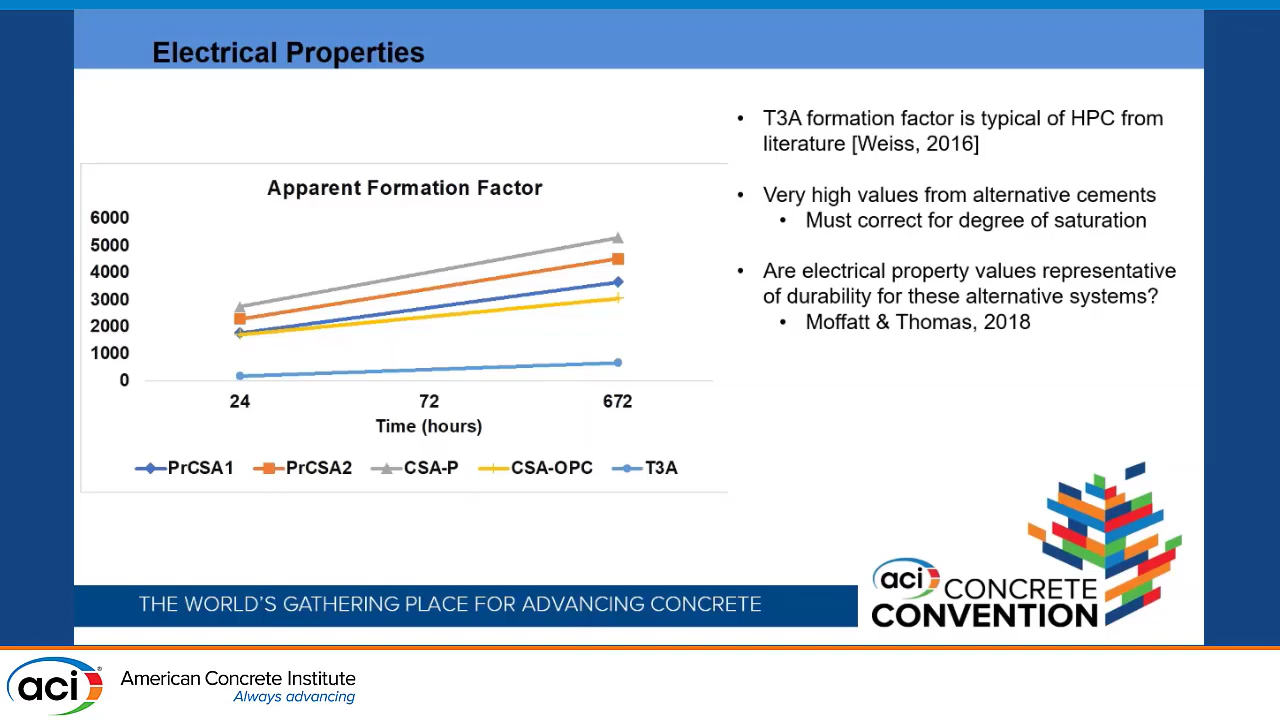 Electrical Properties
Apparent Formation Factor
6000
5000
4000
3000
2000
1000
0
24 72 672
Time (hours)
PrCSA1 PrCSA2 CSA-P CSA-OPC T3A
• T3A formation factor is typical of HPC from
literature [Weiss, 2016]
• Very high values from alternative cements
• Must correct for degree of saturation
• Are electrical property values representative
of durability for these alternative systems?
• Moffatt & Thomas, 2018
THE WORLD'S GATHERING PLACE FOR ADVANCING CONCRETE
aci CONCRETE
CONVENTION
aci®
American Concrete Institute
Always advancing